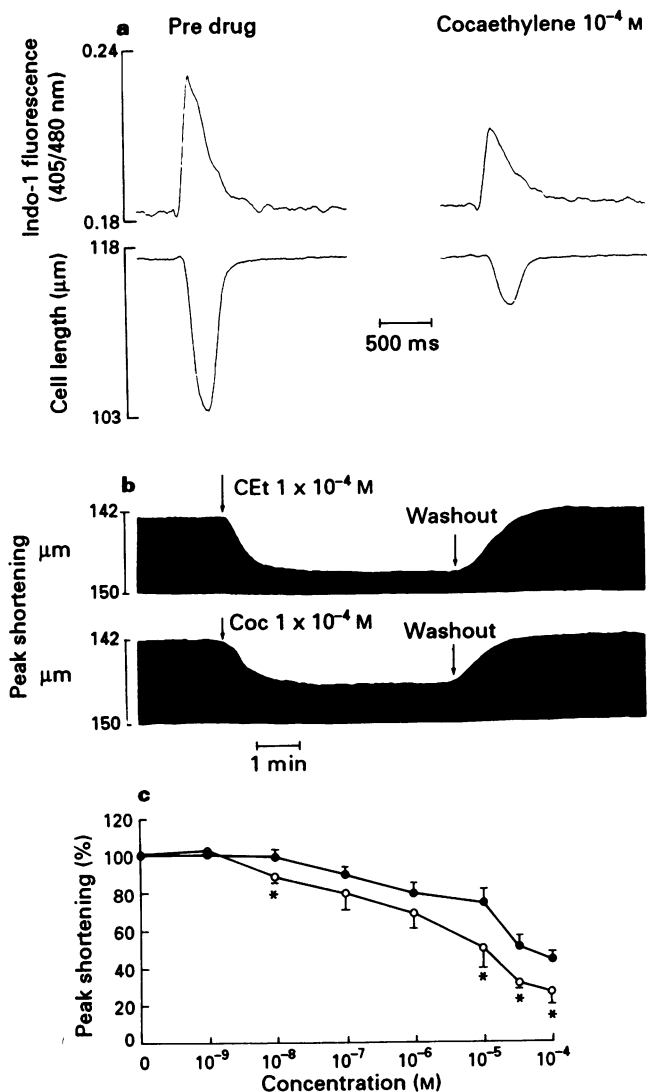 a
Pre drug
Cocaethylene 10⁻⁴ M
Indo-1 fluorescence
(405/480 nm)
0.24
0.18
Cell length (μm)
118
103
500 ms
b
CEt 1 x 10⁻⁴ M
Washout
Peak shortening
142
μm
150
Coc 1 x 10⁻⁴ M
Washout
142
μm
150
1 min
c
Peak shortening (%)
120
100
80
60
40
20
0
*
*
*
*
0
10⁻⁹
10⁻⁸
10⁻⁷
10⁻⁶
10⁻⁵
10⁻⁴
Concentration (M)